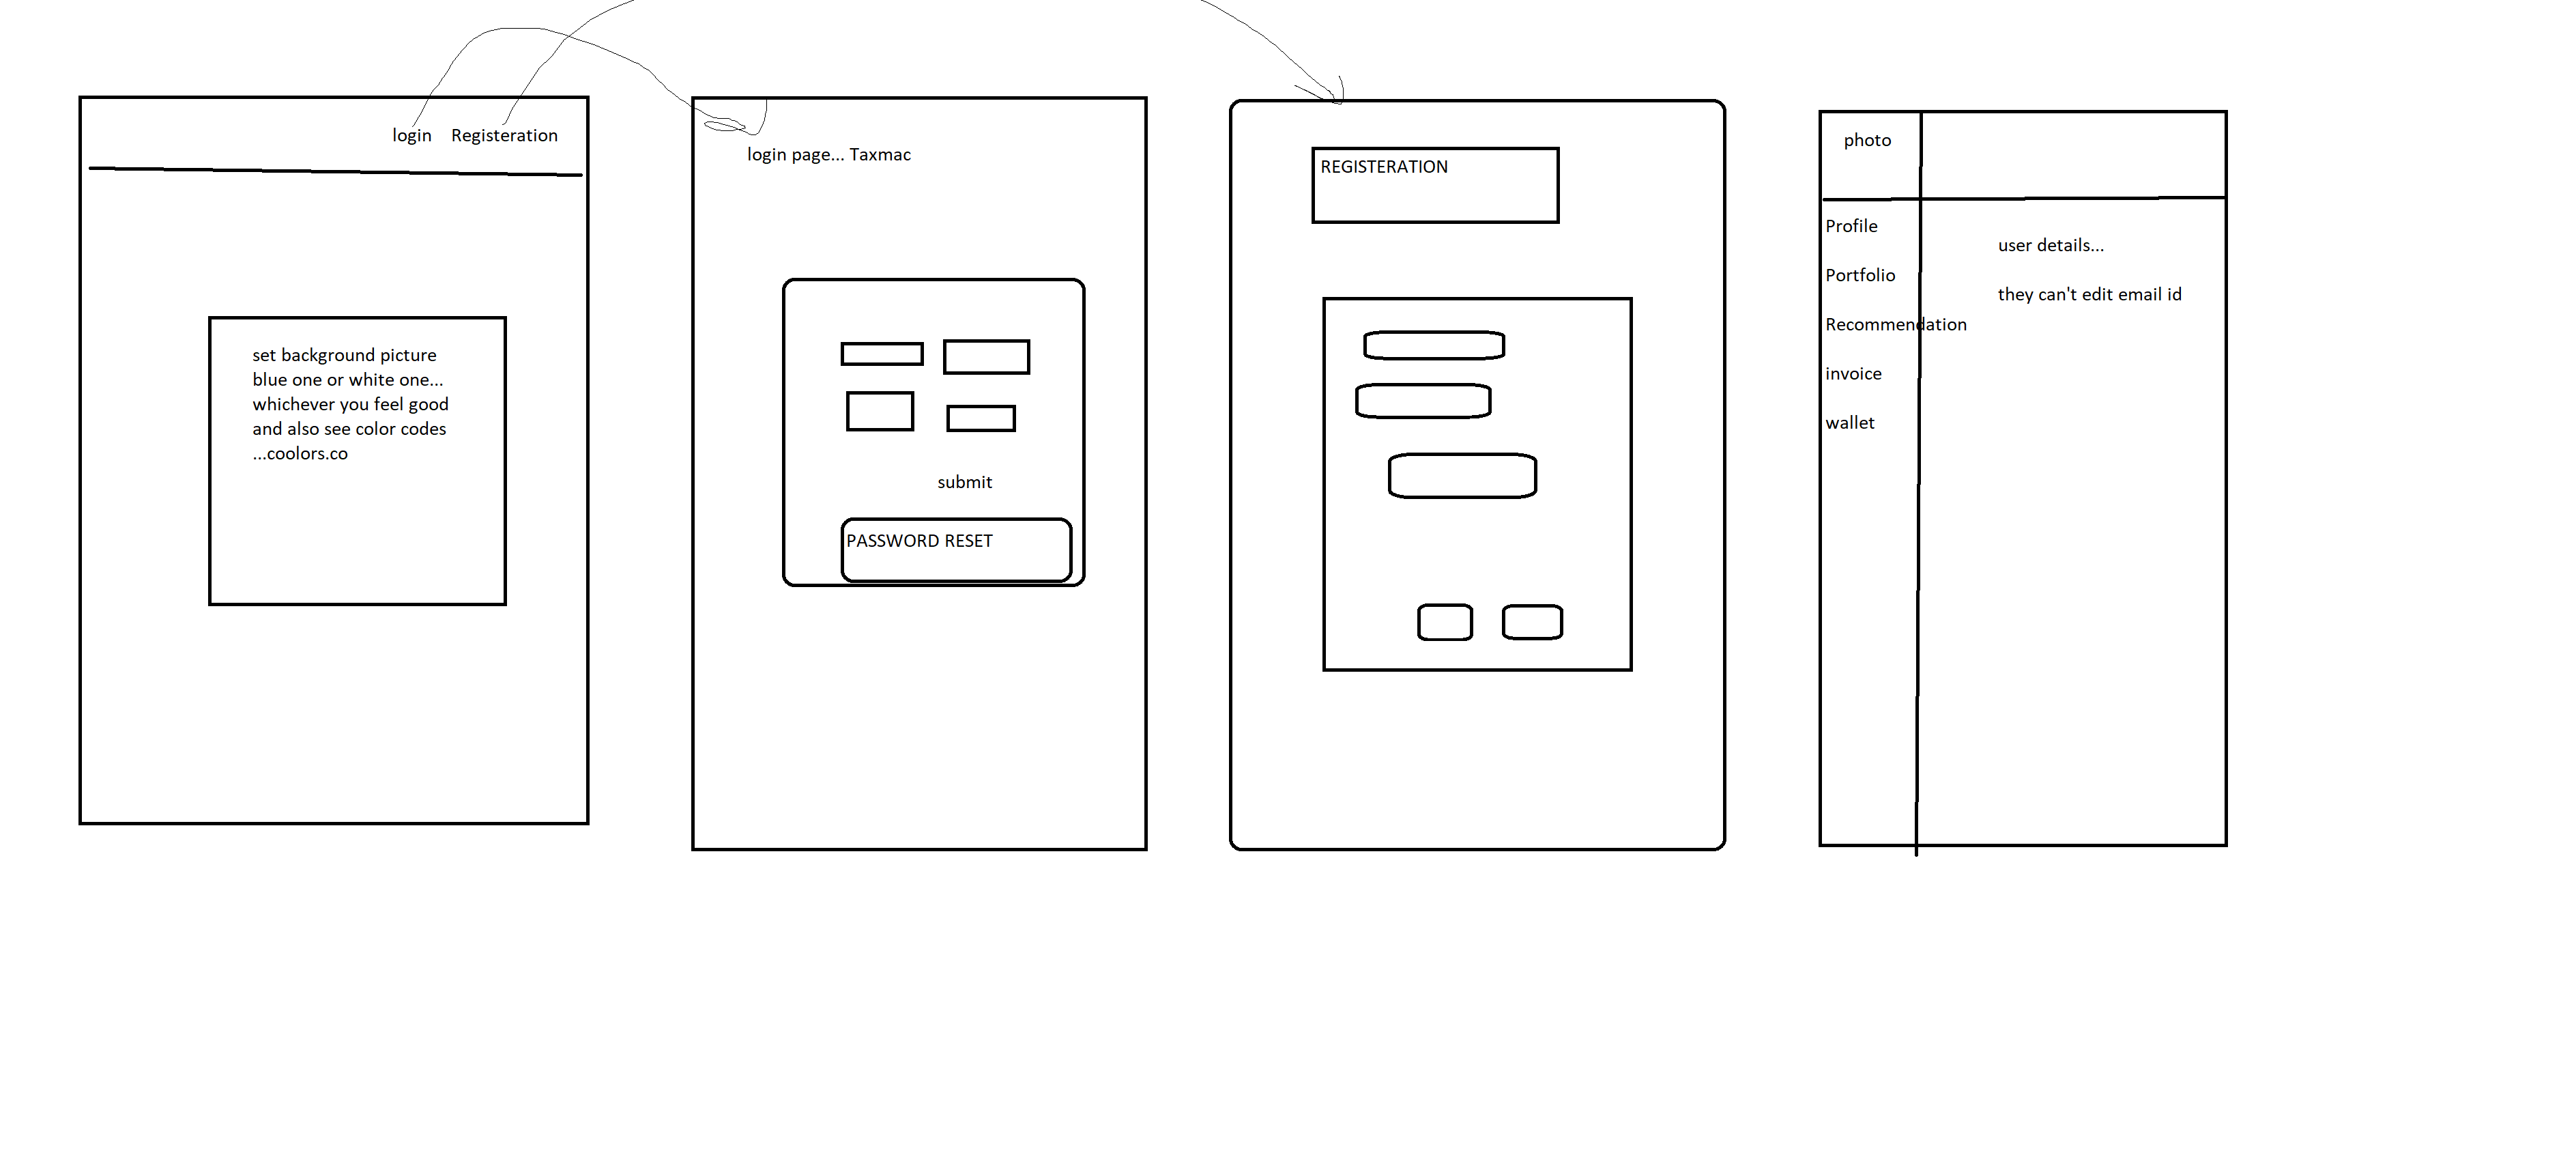 login
Registeration
set background picture
blue one or white one...
whichever you feel good
and also see color codes
...coolors.co
login page... Taxmac
submit
PASSWORD RESET
REGISTERATION
photo
Profile
Portfolio
Recommendation
invoice
wallet
user details...
they can't edit email id